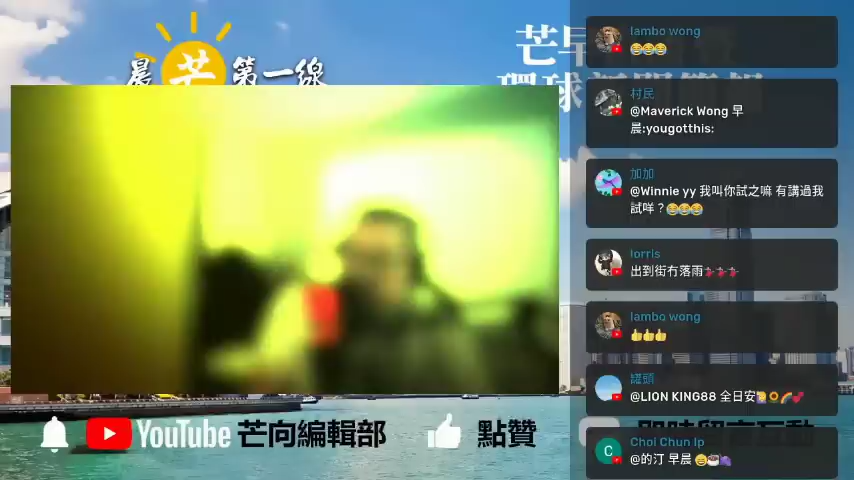 晨芒第一線
lambo wong
😂😂😂
村民
@Maverick Wong 早
晨:yougotthis:
加加
@Winnie yy 我叫你試之嘛 有講過我
試咩？😂😂😂
lorris
出到街冇落雨💃💃💃
lambo wong
👍👍👍
罐頭
@LION KING88 全日安🙋🌻🌈💕
Choi Chun Ip
@的汀 早晨 😄☕🍇
YouTube 芒向編輯部
點贊